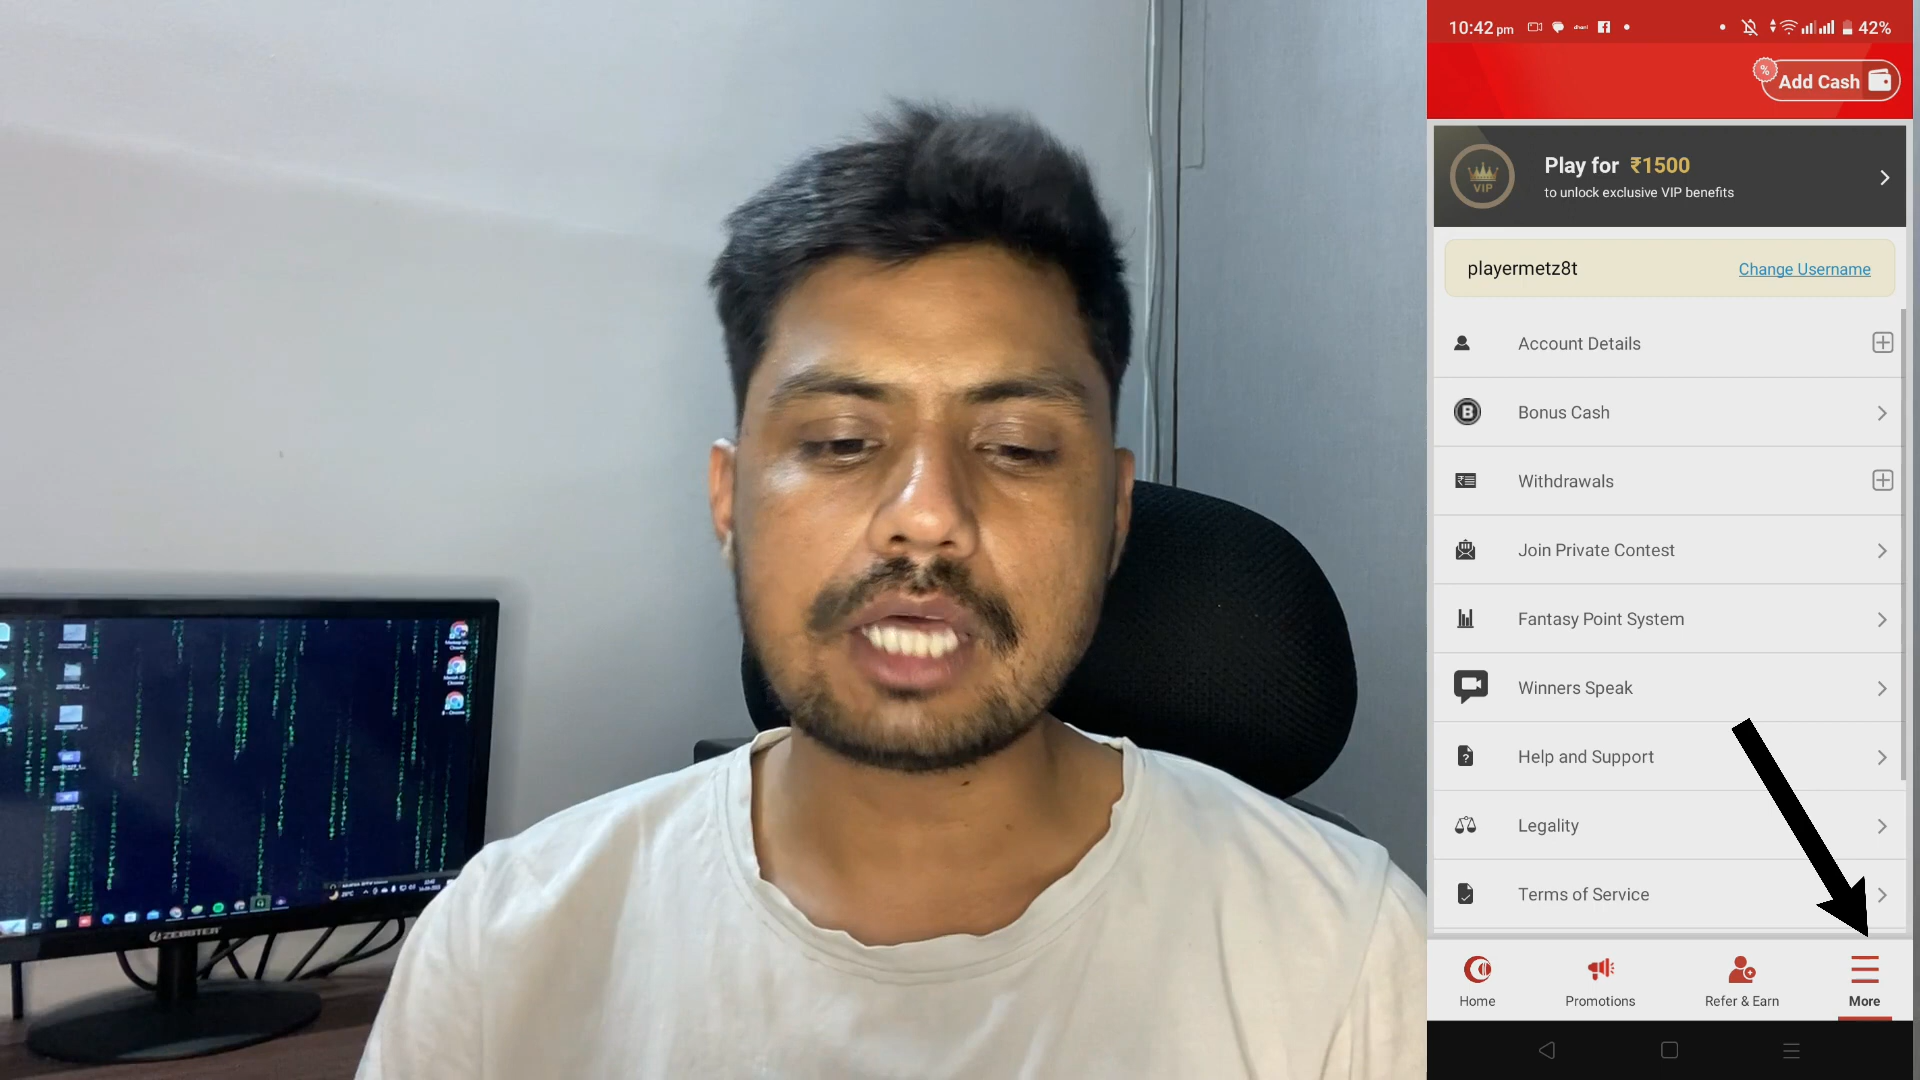 10:42 pm
42%
%
Add Cash
VIP
Play for ₹1500
to unlock exclusive VIP benefits
playermetz8t
Change Username
Account Details
B
Bonus Cash
Withdrawals
Join Private Contest
Fantasy Point System
Winners Speak
Help and Support
Legality
Terms of Service
Home
Promotions
Refer & Earn
More
ZEBSTER